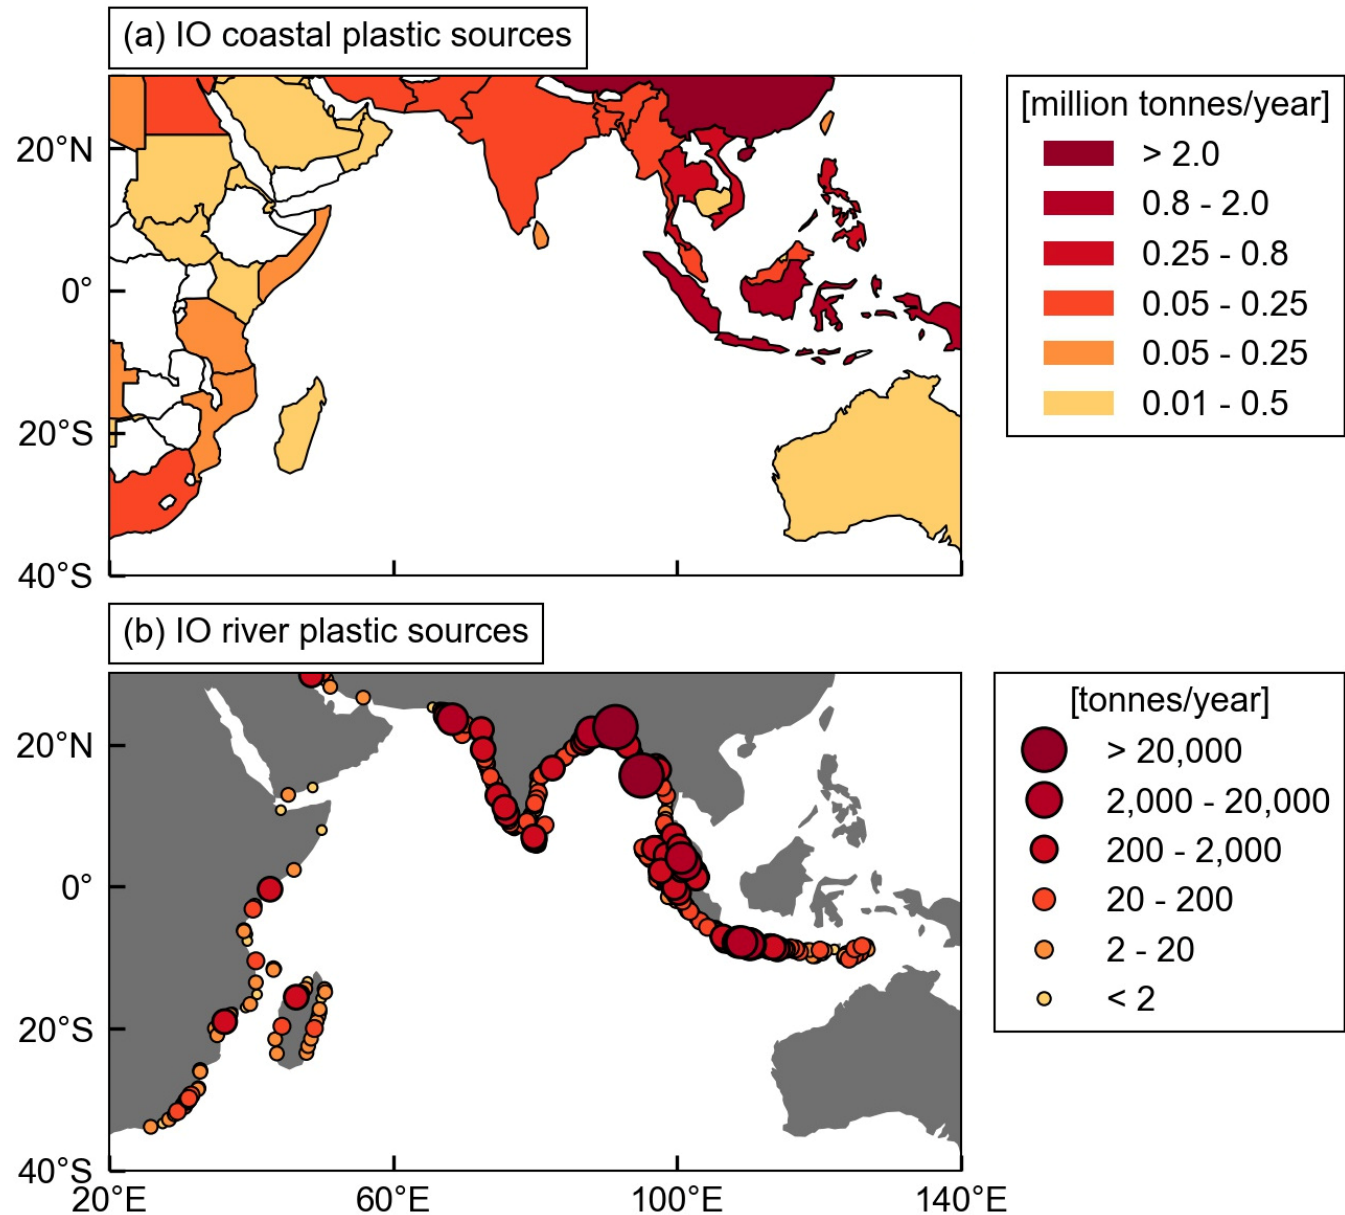 (a) IO coastal plastic sources
[million tonnes/year]
> 2.0
0.8 - 2.0
0.25 - 0.8
0.05 - 0.25
0.05 - 0.25
0.01 - 0.5
20°N
0°
20°S
40°S
(b) IO river plastic sources
[tonnes/year]
> 20,000
2,000 - 20,000
200 - 2,000
20 - 200
2 - 20
< 2
20°N
0°
20°S
40°S
20°E 60°E 100°E 140°E